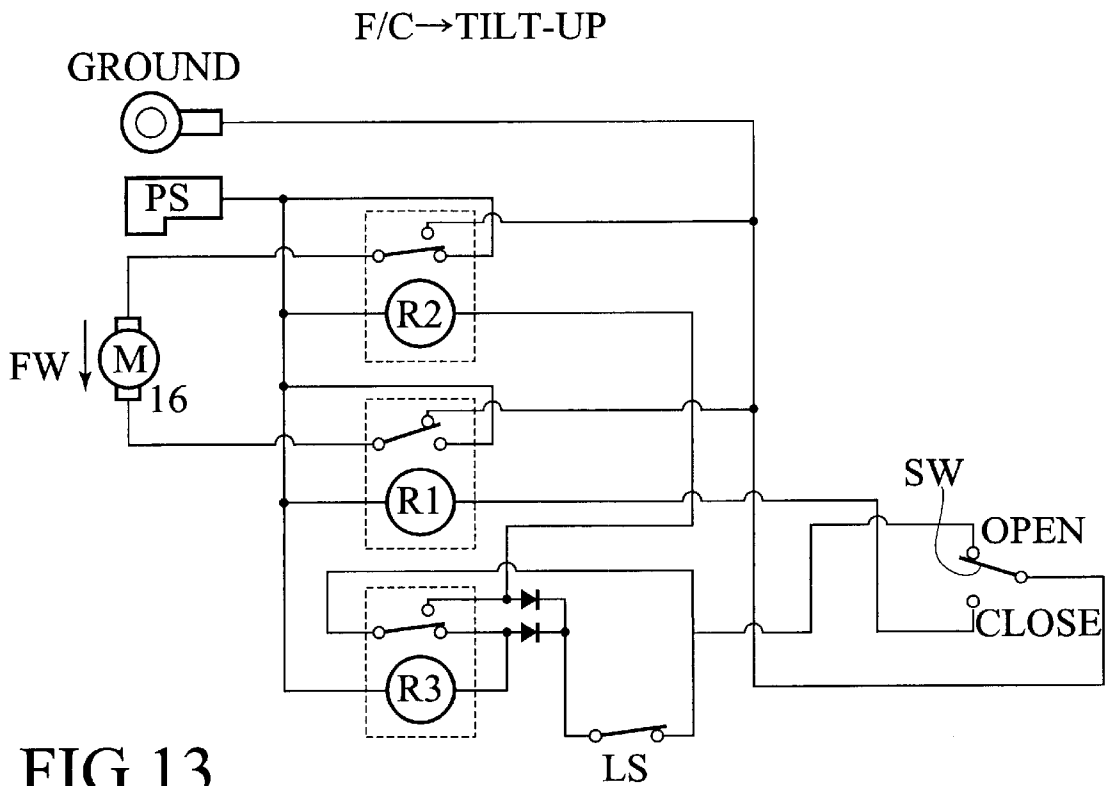 F/C→TILT-UP
GROUND
PS
R2
FW
M
16
R1
SW
OPEN
CLOSE
R3
LS
FIG.13